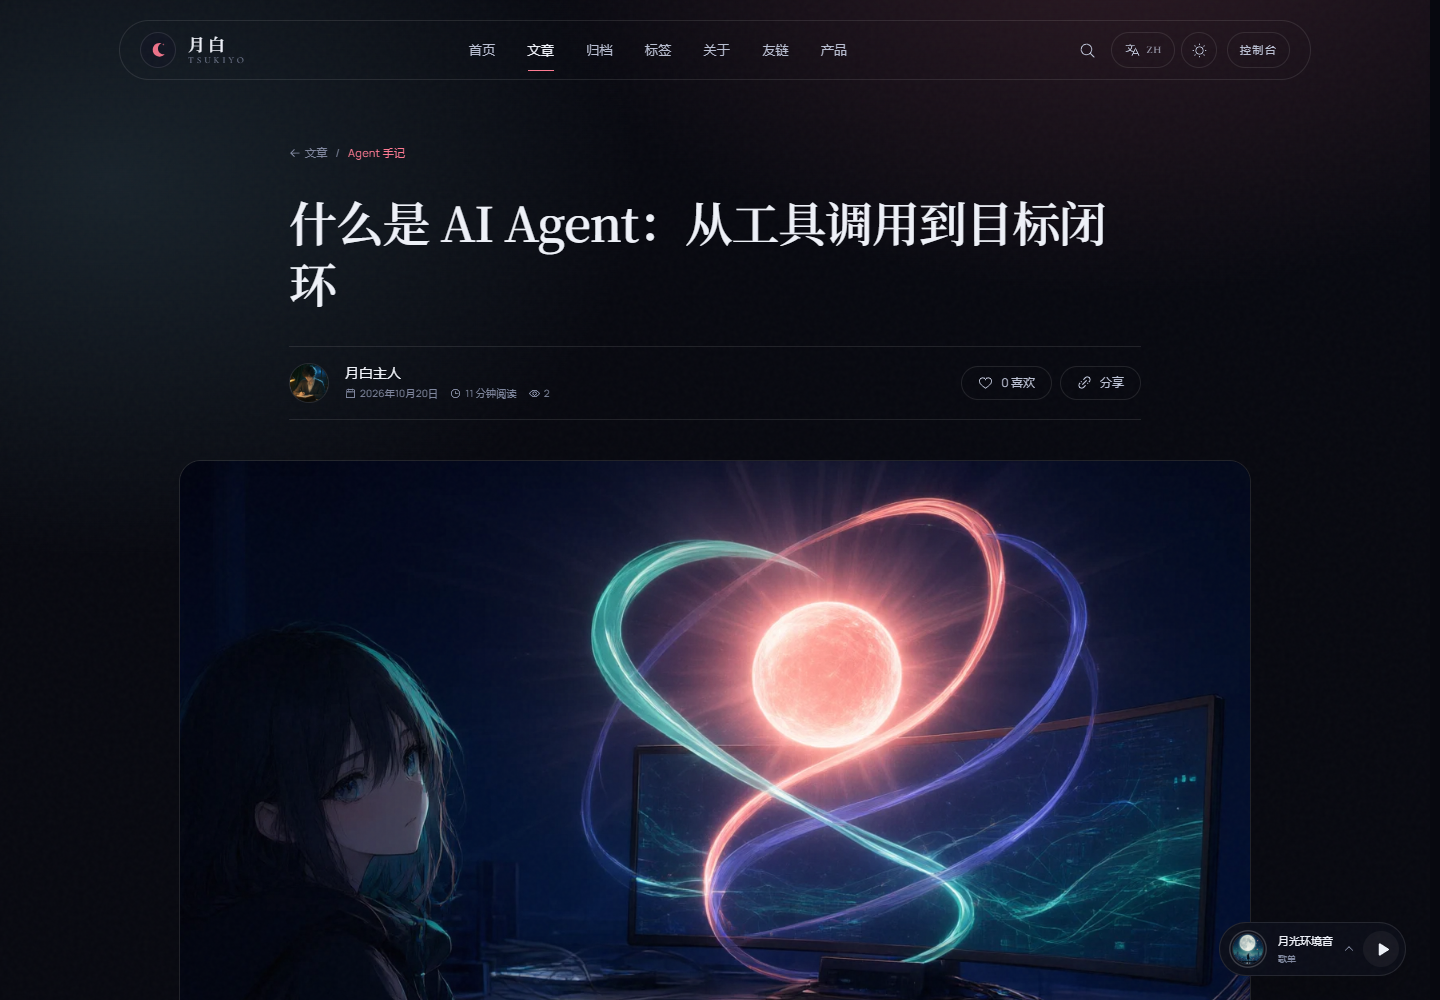 月白
TSUKIYO
首页 文章 归档 标签 关于 友链 产品
ZH
控制台
← 文章 / Agent 手记
什么是 AI Agent：从工具调用到目标闭
环
月白主人
2026年10月20日 11 分钟阅读 2
0 喜欢
分享
月光环境音
歌单